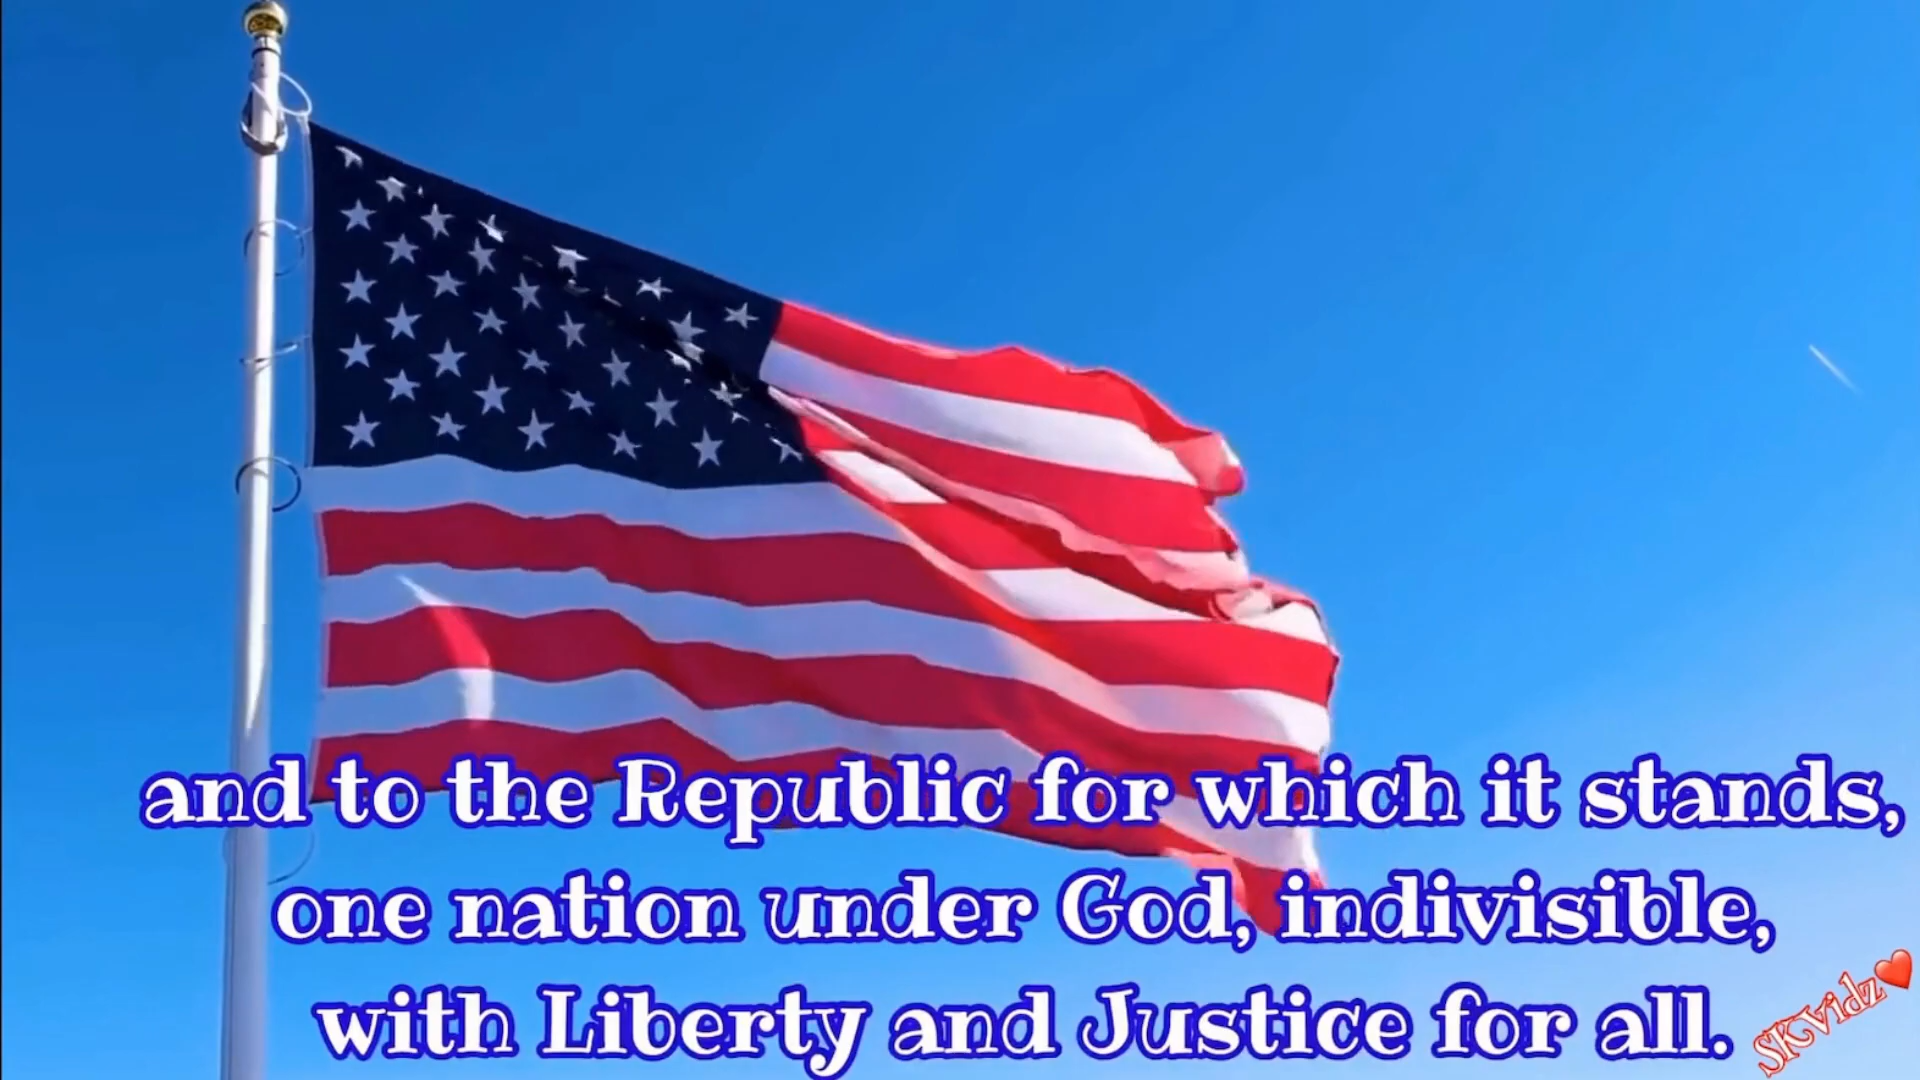 and to the Republic for which it stands,
one nation under God, indivisible,
with Liberty and Justice for all.
SKVidz